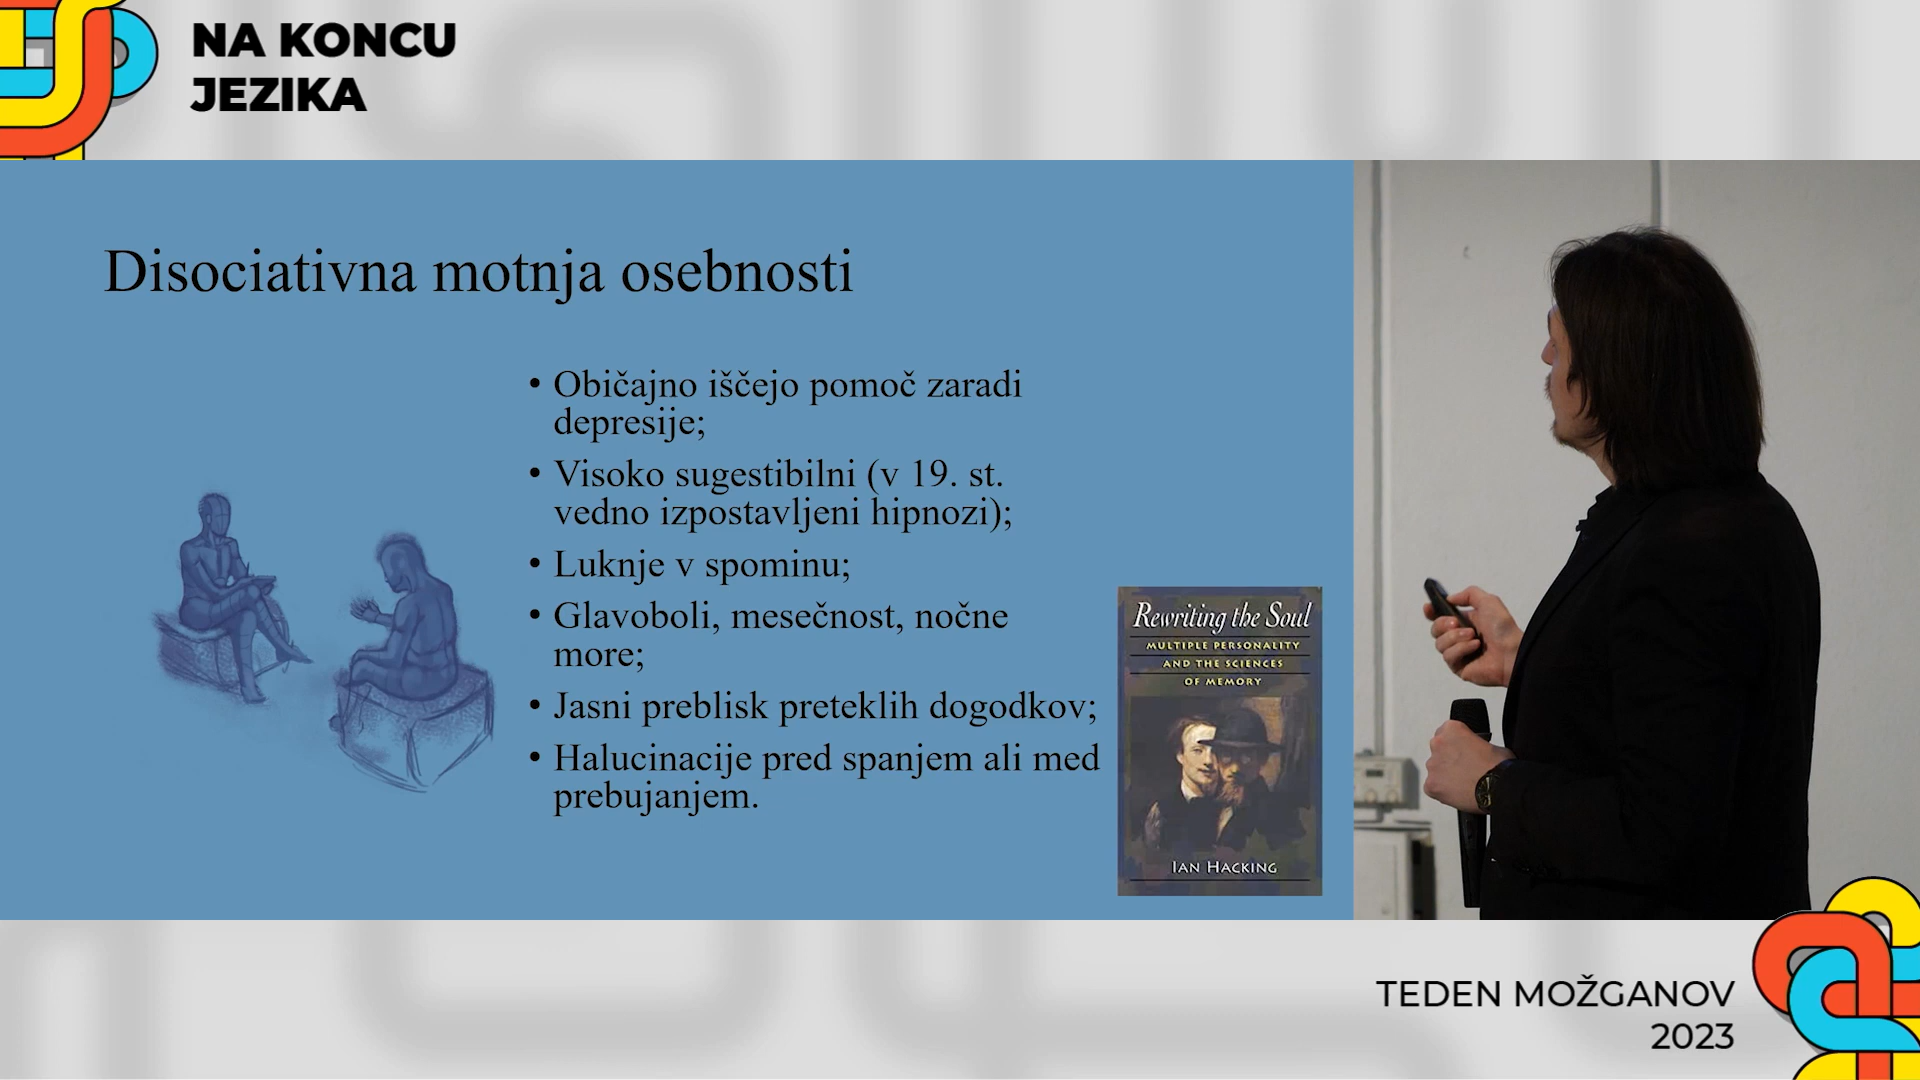 NA KONCU
JEZIKA
Disociativna motnja osebnosti
• Običajno iščejo pomoč zaradi
depresije;
• Visoko sugestibilni (v 19. st.
vedno izpostavljeni hipnozi);
• Luknje v spominu;
• Glavoboli, mesečnost, nočne
more;
• Jasni preblisk preteklih dogodkov;
• Halucinacije pred spanjem ali med
prebujanjem.
Rewriting the Soul
MULTIPLE PERSONALITY
AND THE SCIENCES
OF MEMORY
IAN HACKING
TEDEN MOŽGANOV
2023